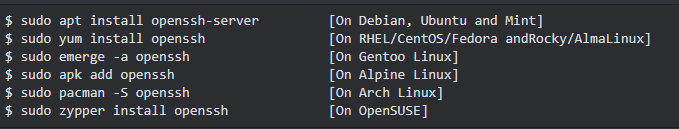 $ sudo apt install openssh-server         [On Debian, Ubuntu and Mint]
$ sudo yum install openssh                [On RHEL/CentOS/Fedora andRocky/AlmaLinux]
$ sudo emerge -a openssh                  [On Gentoo Linux]
$ sudo apk add openssh                    [On Alpine Linux]
$ sudo pacman -S openssh                  [On Arch Linux]
$ sudo zypper install openssh             [On OpenSUSE]